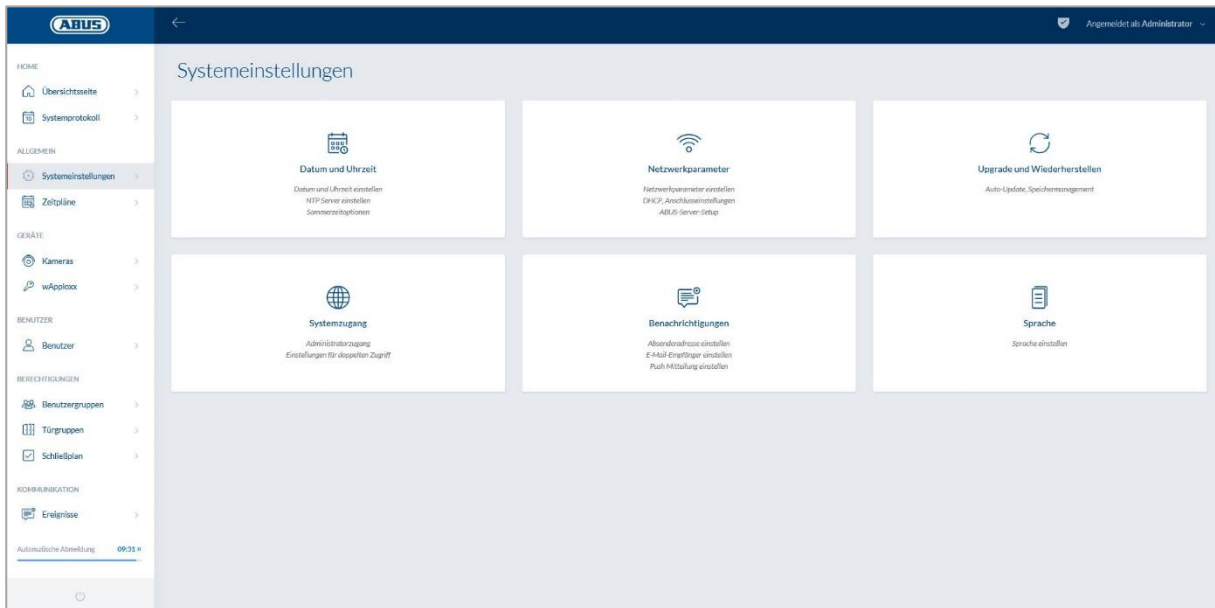 ABUS
Angemeldet als Administrator
HOME
Übersichtsseite
Systemprotokoll
ALLGEMEIN
Systemeinstellungen
Zeitpläne
GERÄTE
Kameras
wApploxx
BENUTZER
Benutzer
BERECHTIGUNGEN
Benutzergruppen
Türgruppen
Schließplan
KOMMUNIKATION
Ereignisse
Automatische Abmeldung 09:31
Systemeinstellungen
Datum und Uhrzeit
Datum und Uhrzeit einstellen
NTP Server einstellen
Sommerzeitoptionen
Netzwerkparameter
Netzwerkparameter einstellen
DHCP, Anschlusseinstellungen
ABUS-Server-Setup
Upgrade und Wiederherstellen
Auto-Update, Speichermanagement
Systemzugang
Administratorzugang
Einstellungen für doppelten Zugriff
Benachrichtigungen
Absenderadresse einstellen
E-Mail-Empfänger einstellen
Push Mitteilung einstellen
Sprache
Sprache einstellen